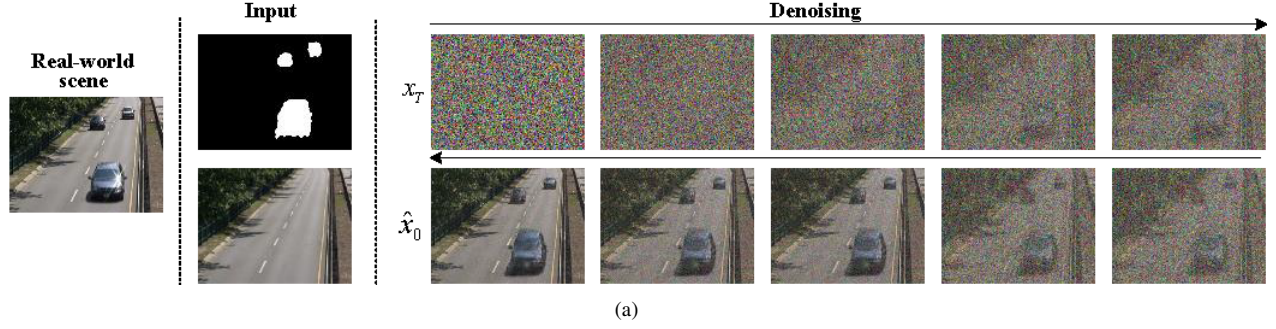 Input
Denoising
Real-world
scene
x_T
x̂_0
(a)